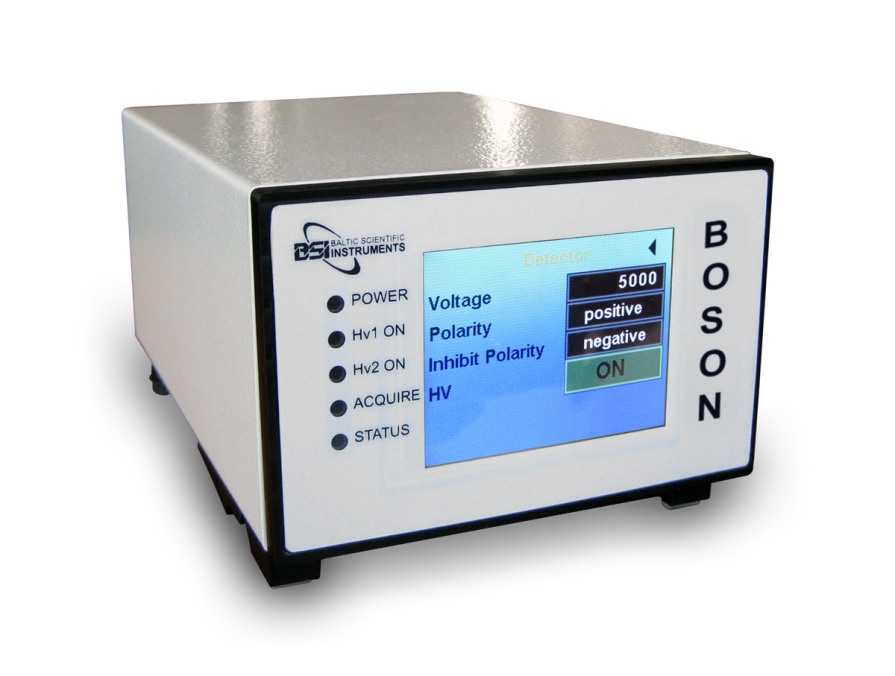 BSI BALTIC SCIENTIFIC
INSTRUMENTS
POWER
Hv1 ON
Hv2 ON
ACQUIRE
STATUS
Detector
Voltage 5000
Polarity positive
Inhibit Polarity negative
HV ON
BOSON